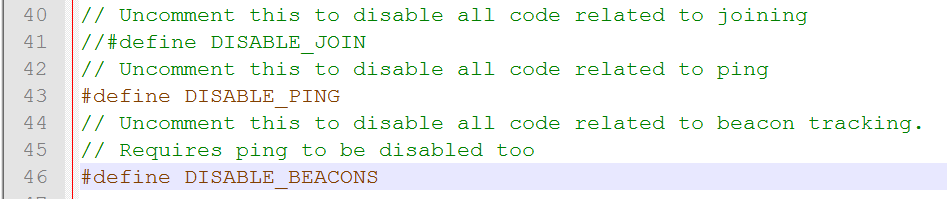 40 // Uncomment this to disable all code related to joining
41 //#define DISABLE_JOIN
42 // Uncomment this to disable all code related to ping
43 #define DISABLE_PING
44 // Uncomment this to disable all code related to beacon tracking.
45 // Requires ping to be disabled too
46 #define DISABLE_BEACONS